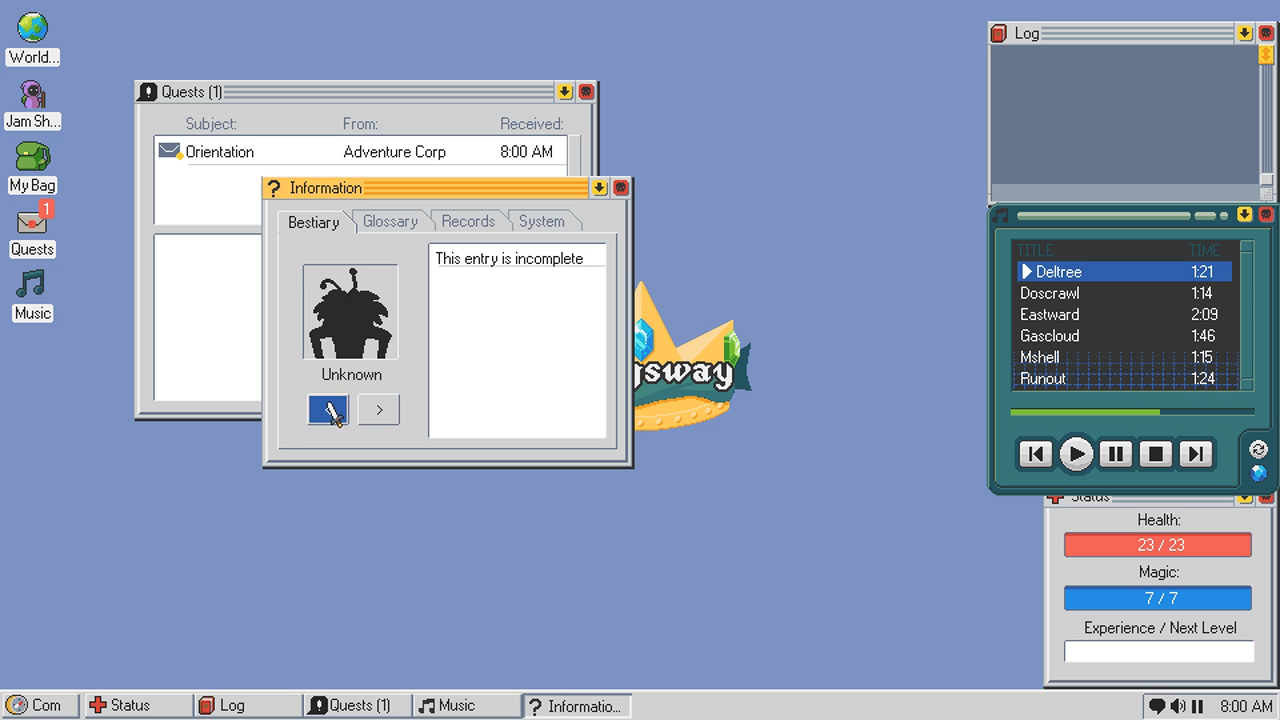 World...
Jam Sh...
My Bag
1
Quests
Music
Quests (1)
Subject: From: Received:
Orientation Adventure Corp 8:00 AM
? Information
Bestiary Glossary Records System
This entry is incomplete
Unknown
>
gsway
Log
TITLE TIME
Deltree 1:21
Doscrawl 1:14
Eastward 2:09
Gascloud 1:46
Mshell 1:15
Runout 1:24
Status
Health:
23 / 23
Magic:
7 / 7
Experience / Next Level
Com
Status
Log
Quests (1)
Music
? Informatio...
8:00 AM